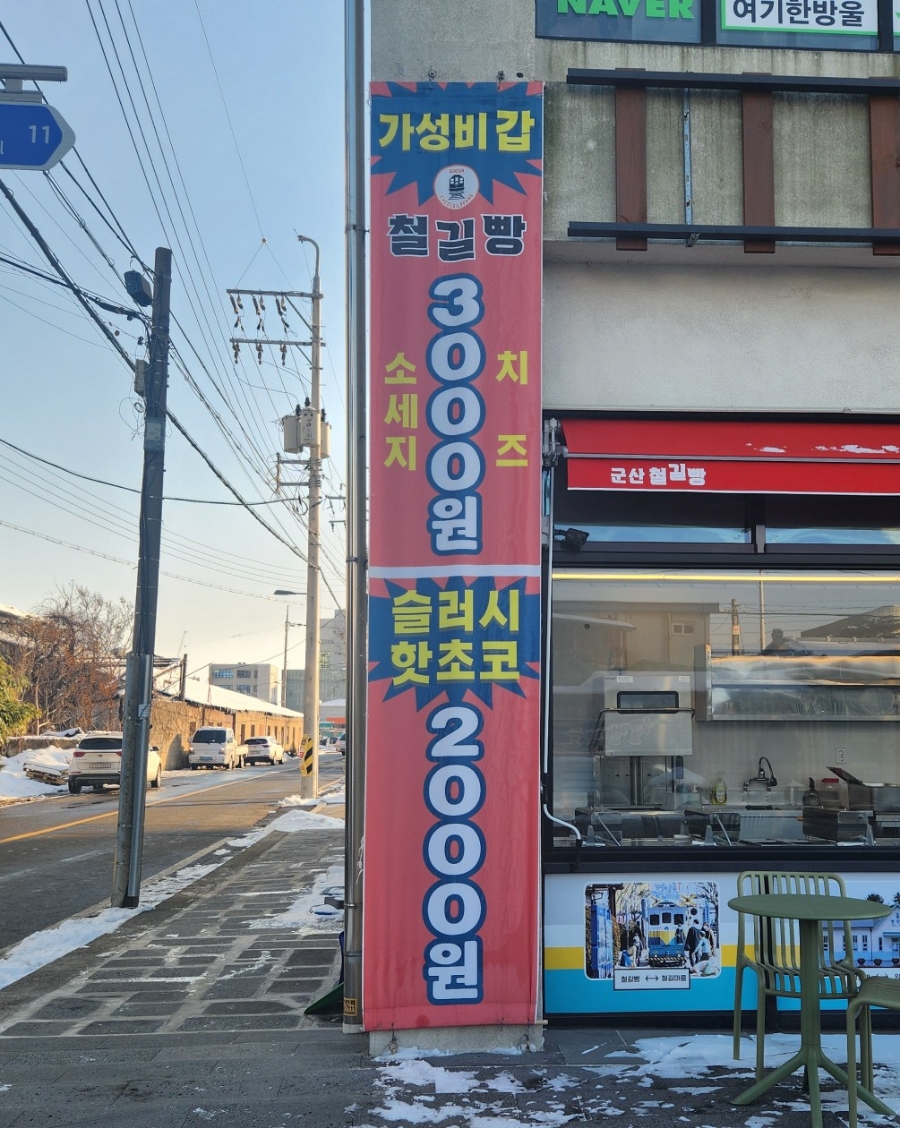 NAVER
여기한방울
11
가성비 갑
철길빵
소세지
치즈
3000원
슬러시
핫초코
2000원
군산 철길빵
철길빵 ↔ 철길마을